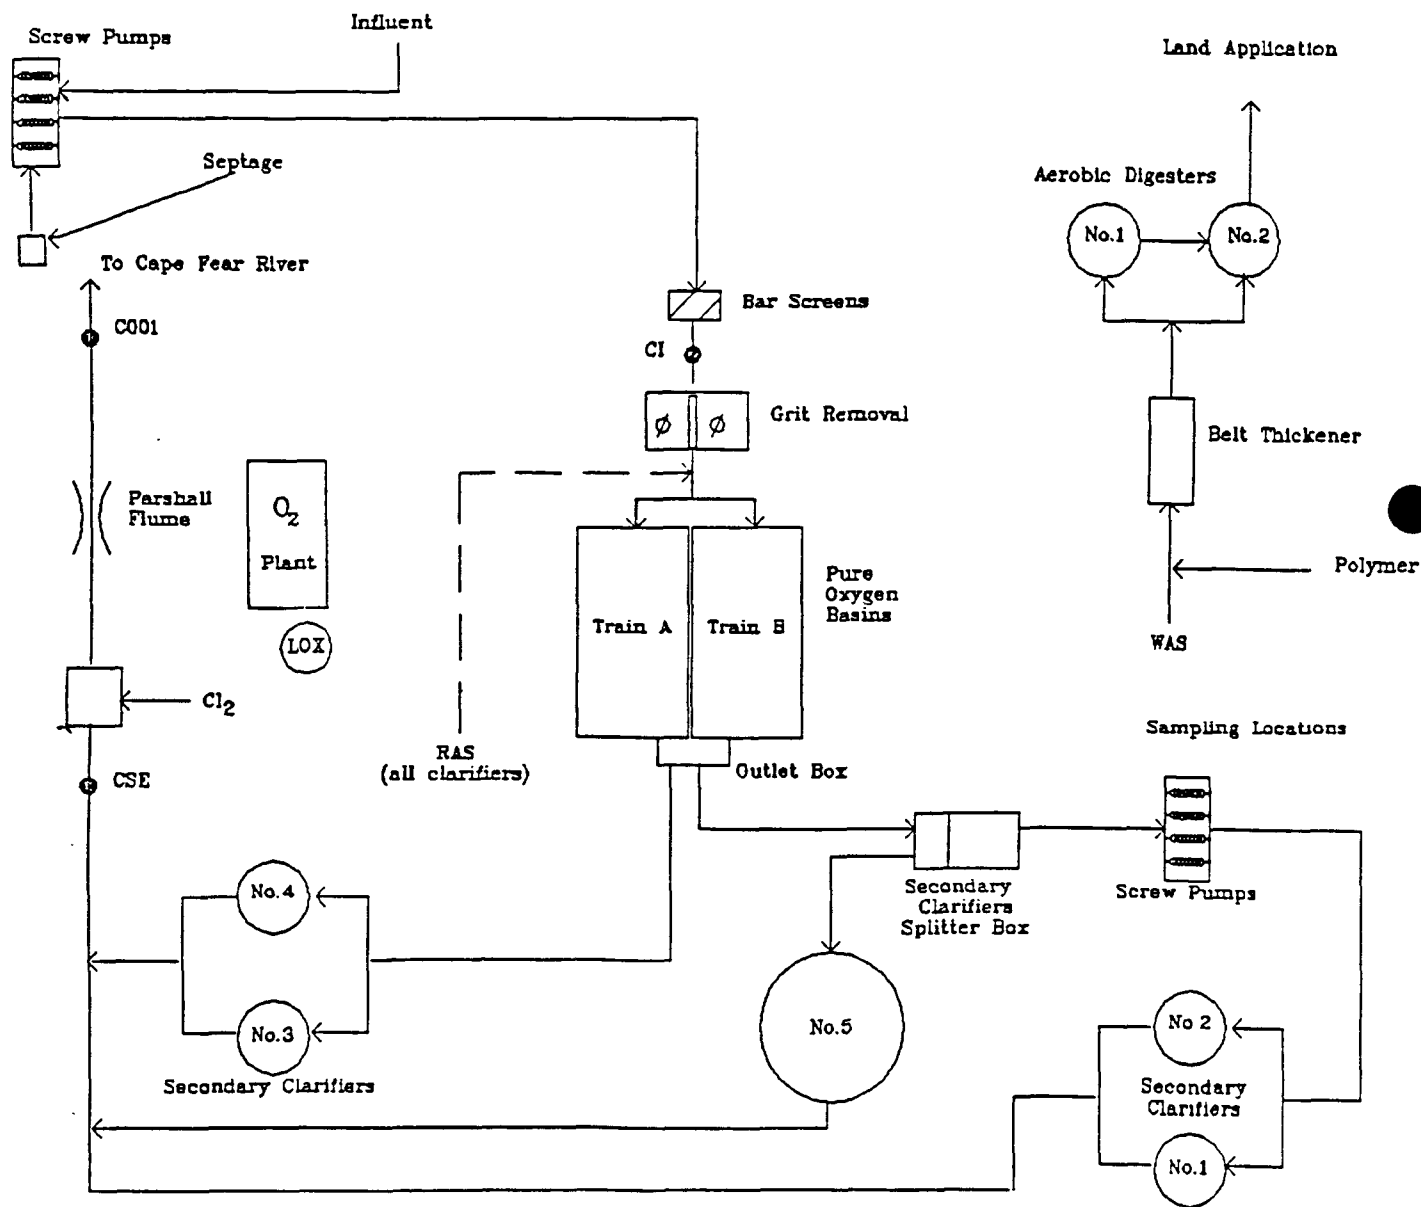 Influent
Screw Pumps
Land Application
Septage
Aerobic Digesters
No.1
No.2
To Cape Fear River
Bar Screens
C001
CI
Grit Removal
Ø
Ø
Belt Thickener
Parshall
Flume
O2
Plant
Pure
Oxygen
Basins
Polymer
Train A
Train B
LOX
WAS
Cl2
Sampling Locations
RAS
(all clarifiers)
Outlet Box
CSE
No.4
Secondary
Clarifiers
Splitter Box
Screw Pumps
No.3
No.5
No 2
Secondary Clarifiers
Secondary
Clarifiers
No.1